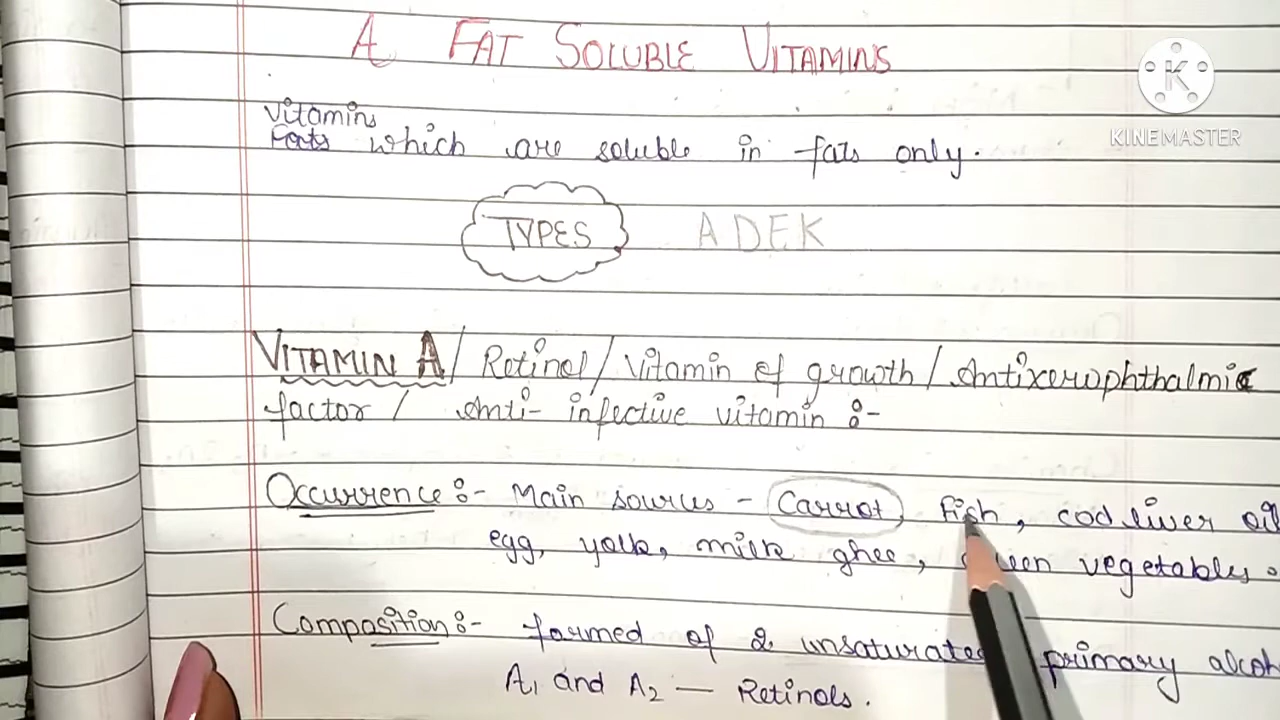 A FAT SOLUBLE VITAMINS
KINEMASTER
Vitamins
Fats which are soluble in fats only.
TYPES ADEK
VITAMIN A / Retinol / Vitamin of growth / Antixerophthalmic
factor / Anti-infective vitamin :-
Occurrence :- Main sources - Carrot, Fish, cod liver oil
egg, yolk, milk ghee, vegetables.
Composition :- formed of 2 unsaturated primary
A1 and A2 — Retinols.